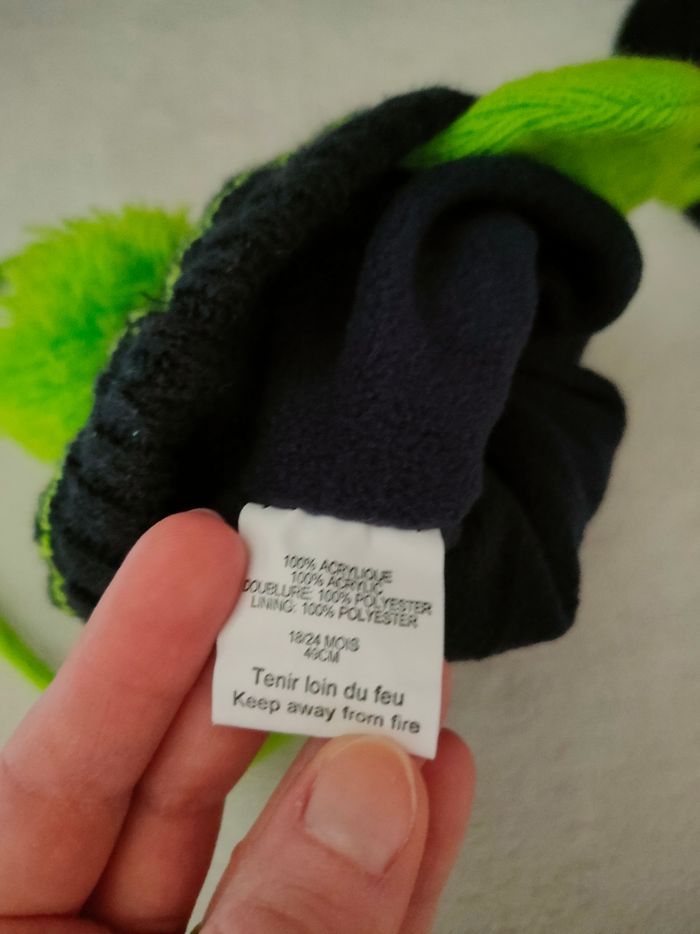 100% ACRYLIQUE
100% ACRYLIC
DOUBLURE: 100% POLYESTER
LINING: 100% POLYESTER
18/24 MOIS
49CM
Tenir loin du feu
Keep away from fire